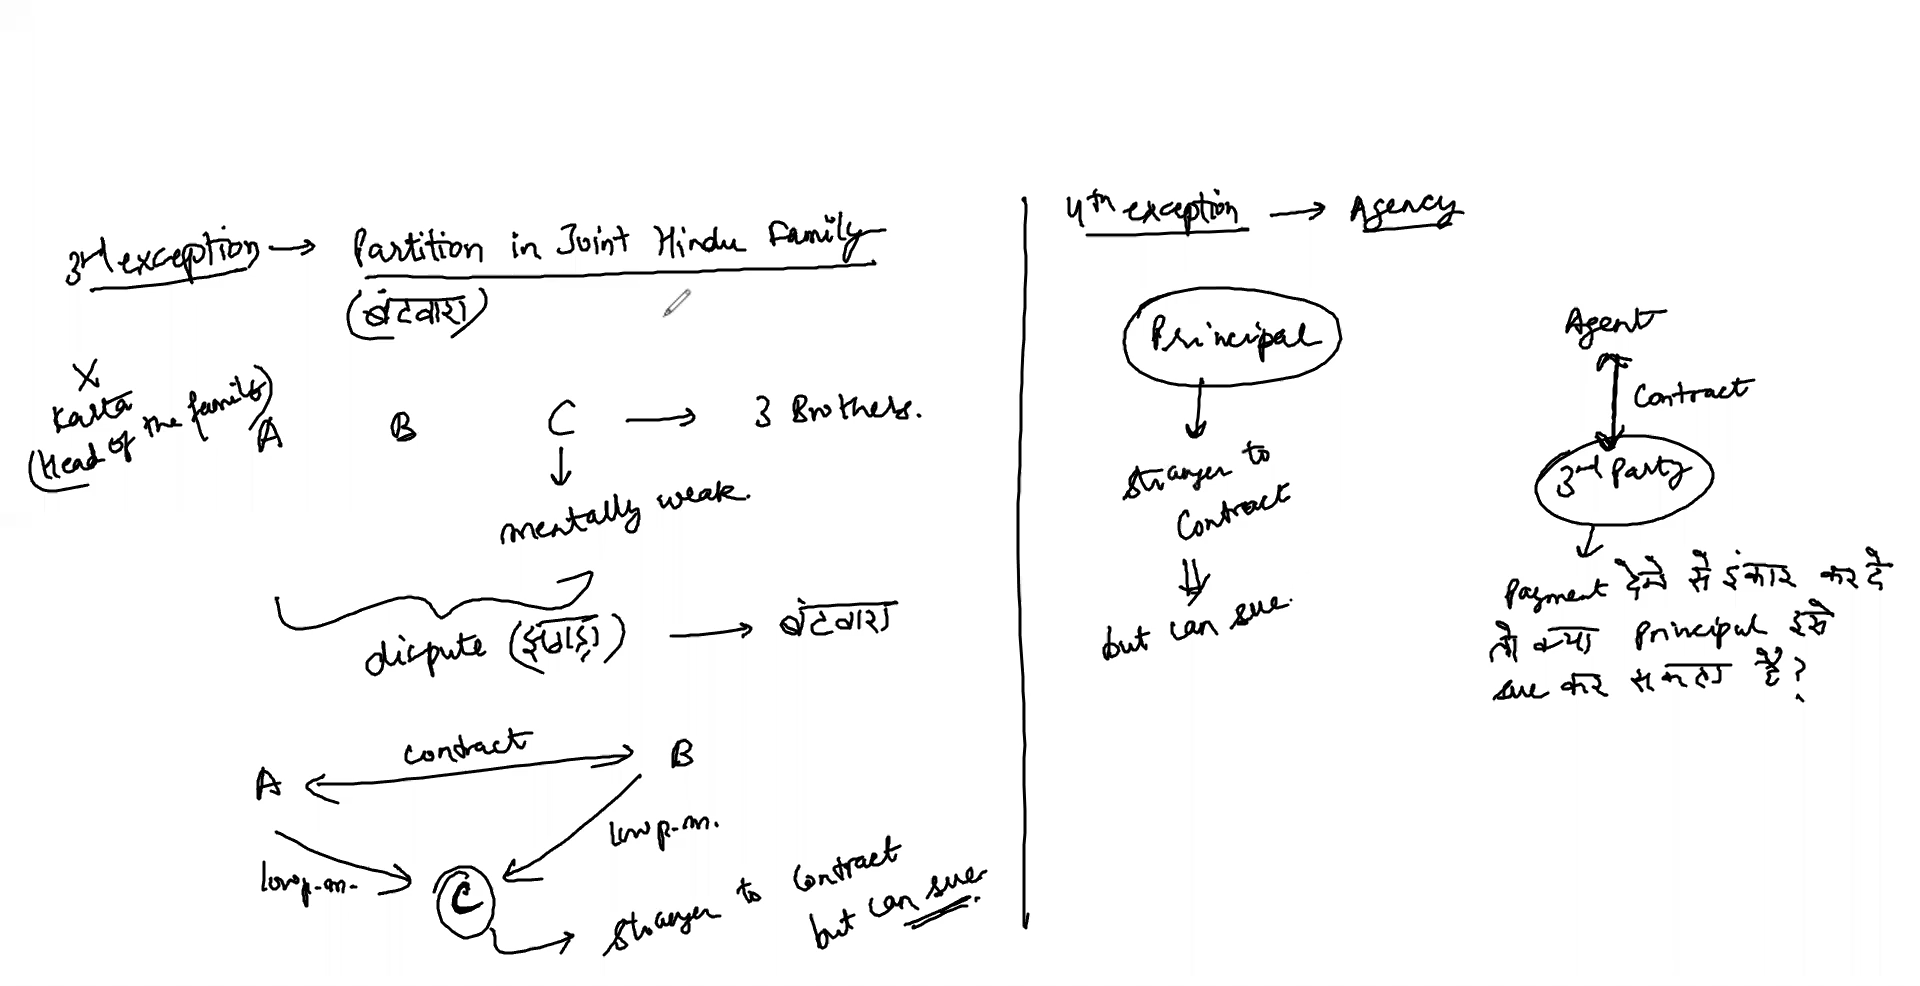 3rd exception → Partition in Joint Hindu Family
(बंटवारा)
X
Karta
(Head of the family)
A B C → 3 Brothers.
mentally weak.
dispute (झगड़ा) → बंटवारा
A contract B
low p.m.
low p.m.
C
stranger to contract
but can sue
4th exception → Agency
Principal
stranger to
Contract
but can sue.
Agent
Contract
3rd Party
Payment देने से इंकार कर दे
तो क्या Principal इसे
sue कर सकता है?